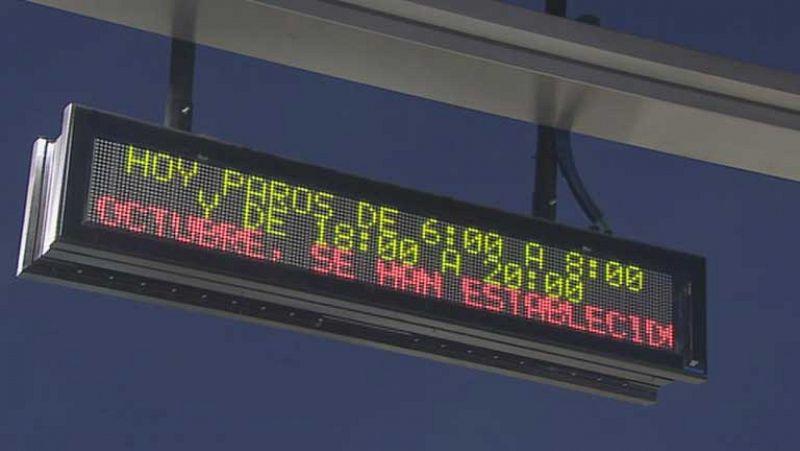 HOY PAROS DE 6:00 A 8:00
Y DE 18:00 A 20:00
OCTUBRE, SE HAN ESTABLECID